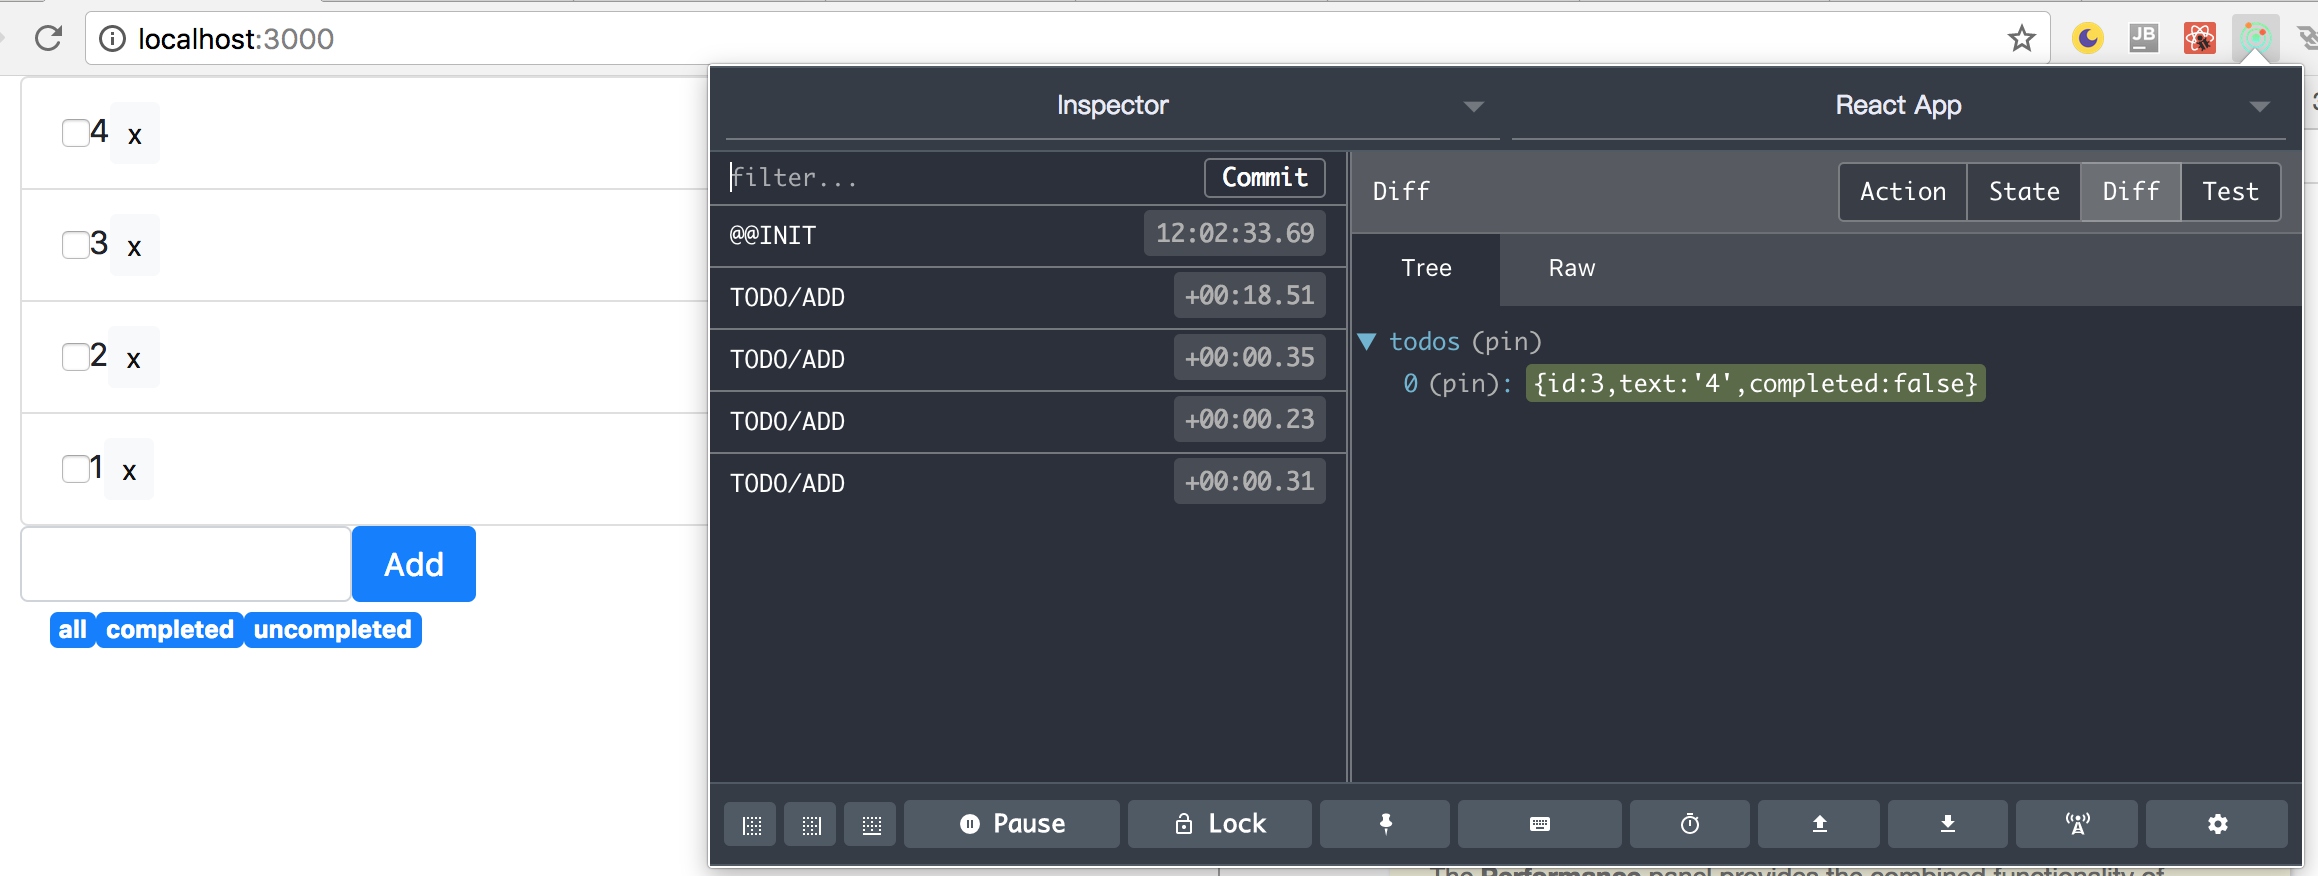 localhost:3000
JB
4 x
3 x
2 x
1 x
Add
all completed uncompleted
Inspector
React App
filter...
Commit
@@INIT 12:02:33.69
TODO/ADD +00:18.51
TODO/ADD +00:00.35
TODO/ADD +00:00.23
TODO/ADD +00:00.31
Diff
Action State Diff Test
Tree Raw
todos (pin)
0 (pin): {id:3,text:'4',completed:false}
Pause Lock
The Performance panel provides the combined functionality of